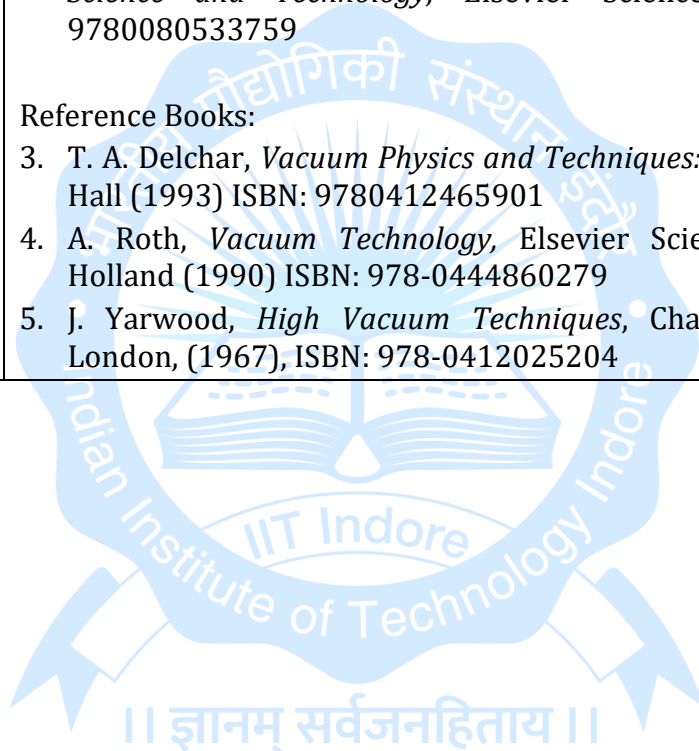 Science and Technology, Elsevier Science
9780080533759
Reference Books:
3. T. A. Delchar, Vacuum Physics and Techniques:
Hall (1993) ISBN: 9780412465901
4. A. Roth, Vacuum Technology, Elsevier Scie
Holland (1990) ISBN: 978-0444860279
5. J. Yarwood, High Vacuum Techniques, Cha
London, (1967), ISBN: 978-0412025204
भारतीय प्रौद्योगिकी संस्थान इंदौर
IIT Indore
Indian Institute of Technology Indore
।। ज्ञानम् सर्वजनहिताय ।।